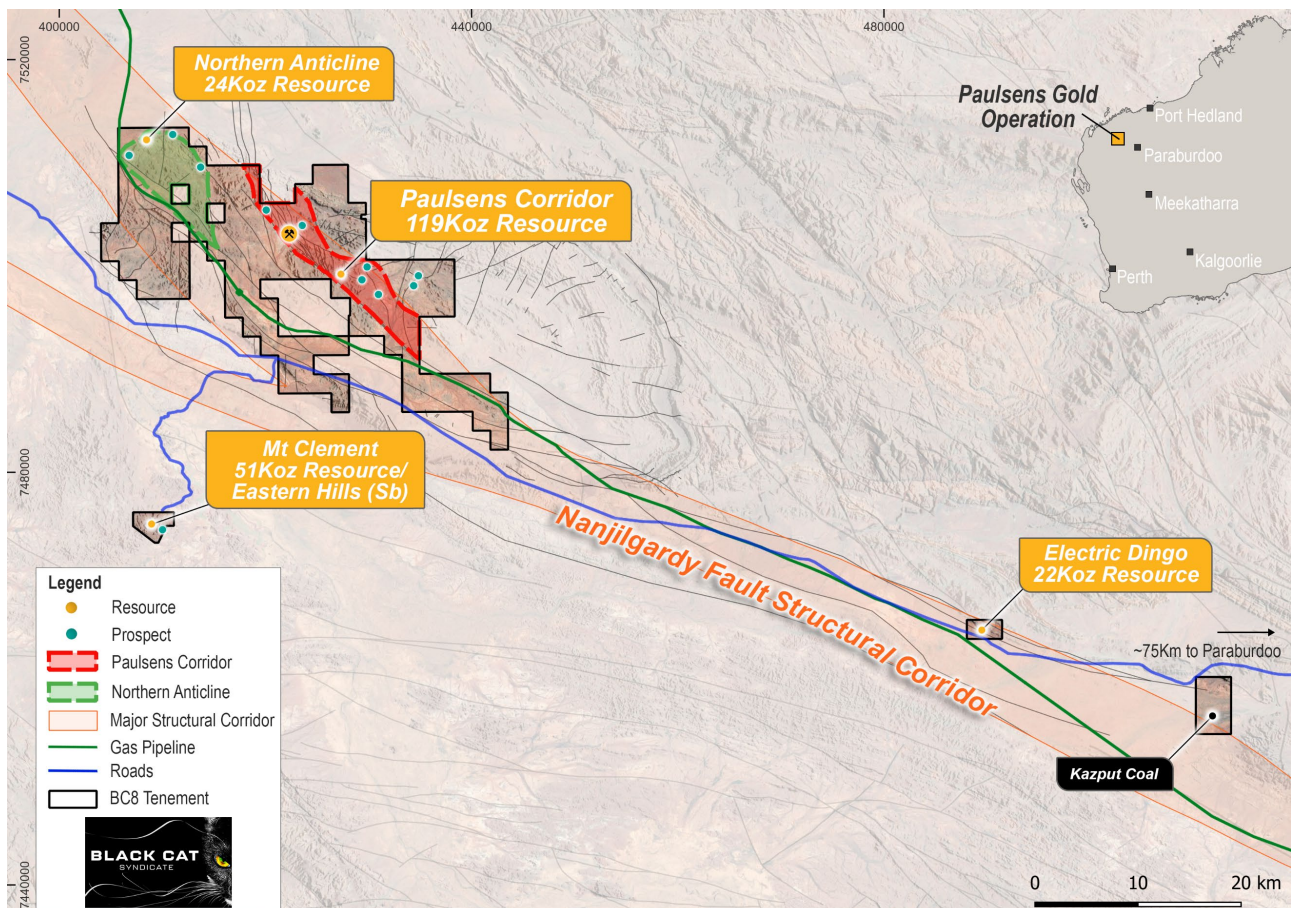 400000
440000
480000
7520000
7480000
7440000
Northern Anticline
24Koz Resource
Paulsens Corridor
119Koz Resource
Paulsens Gold
Operation
Port Hedland
Paraburdoo
Meekatharra
Kalgoorlie
Perth
Mt Clement
51Koz Resource/
Eastern Hills (Sb)
Nanjilgardy Fault Structural Corridor
Electric Dingo
22Koz Resource
~75Km to Paraburdoo
Kazput Coal
Legend
Resource
Prospect
Paulsens Corridor
Northern Anticline
Major Structural Corridor
Gas Pipeline
Roads
BC8 Tenement
BLACK CAT
SYNDICATE
0 10 20 km